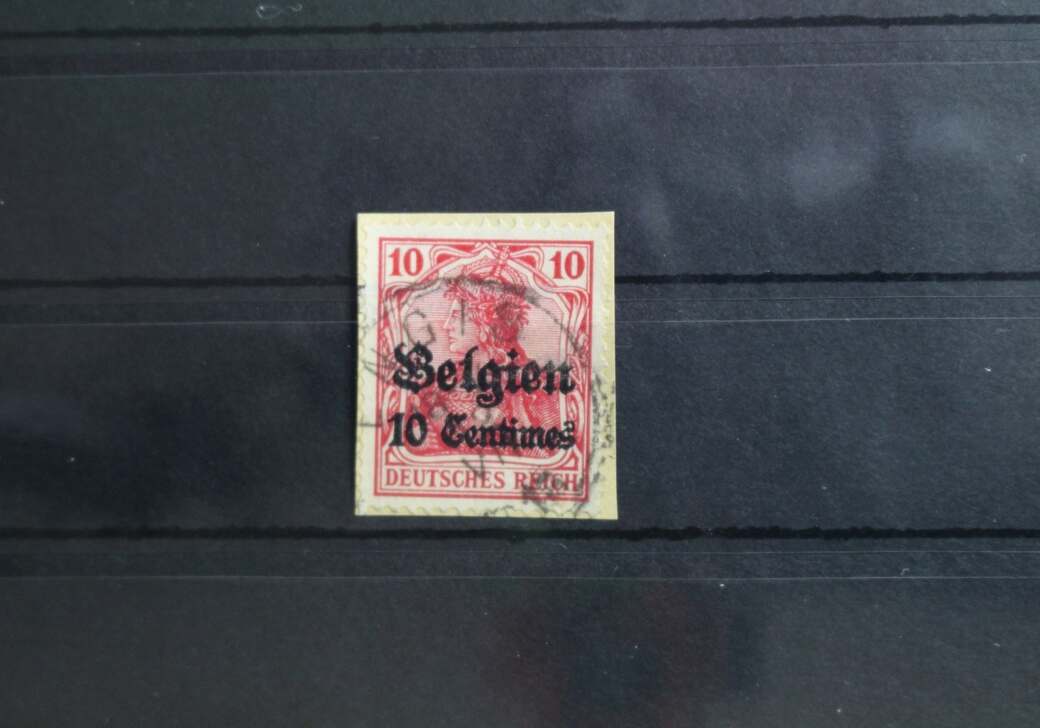 10 10
Belgien
10 Centimes
DEUTSCHES REICH